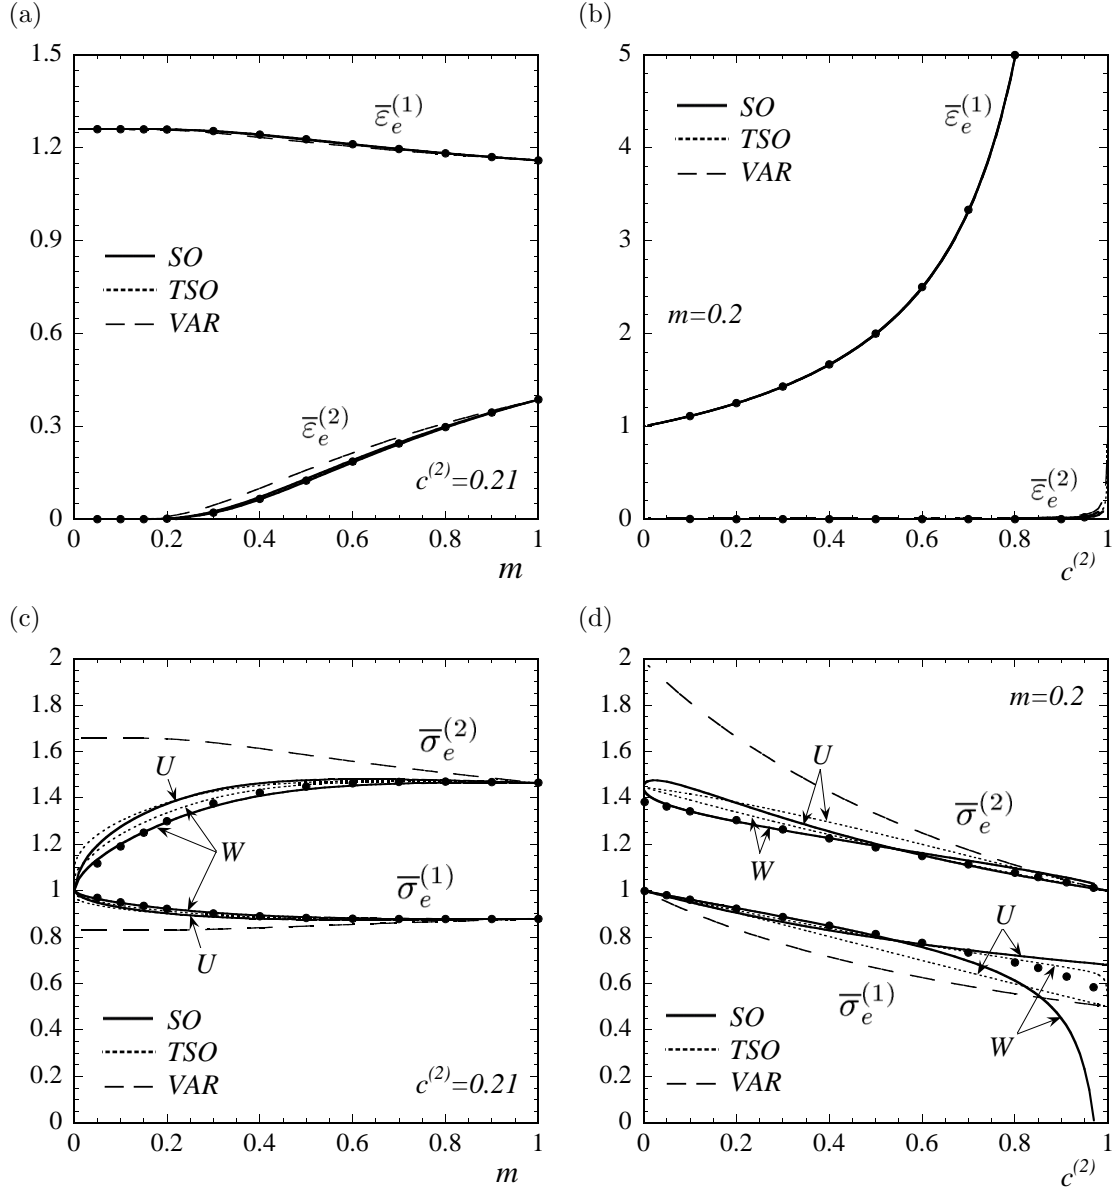 (a)
1.5
1.2
0.9
0.6
0.3
0
0 0.2 0.4 0.6 0.8 1
m
ε̅e(1)
SO
TSO
VAR
ε̅e(2)
c(2)=0.21
(b)
5
4
3
2
1
0
0 0.2 0.4 0.6 0.8 1
c(2)
SO
TSO
VAR
ε̅e(1)
m=0.2
ε̅e(2)
(c)
2
1.8
1.6
1.4
1.2
1
0.8
0.6
0.4
0.2
0
0 0.2 0.4 0.6 0.8 1
m
σ̅e(2)
U
W
σ̅e(1)
U
SO
TSO
VAR
c(2)=0.21
(d)
2
1.8
1.6
1.4
1.2
1
0.8
0.6
0.4
0.2
0
0 0.2 0.4 0.6 0.8 1
c(2)
m=0.2
U
σ̅e(2)
W
U
σ̅e(1)
W
SO
TSO
VAR